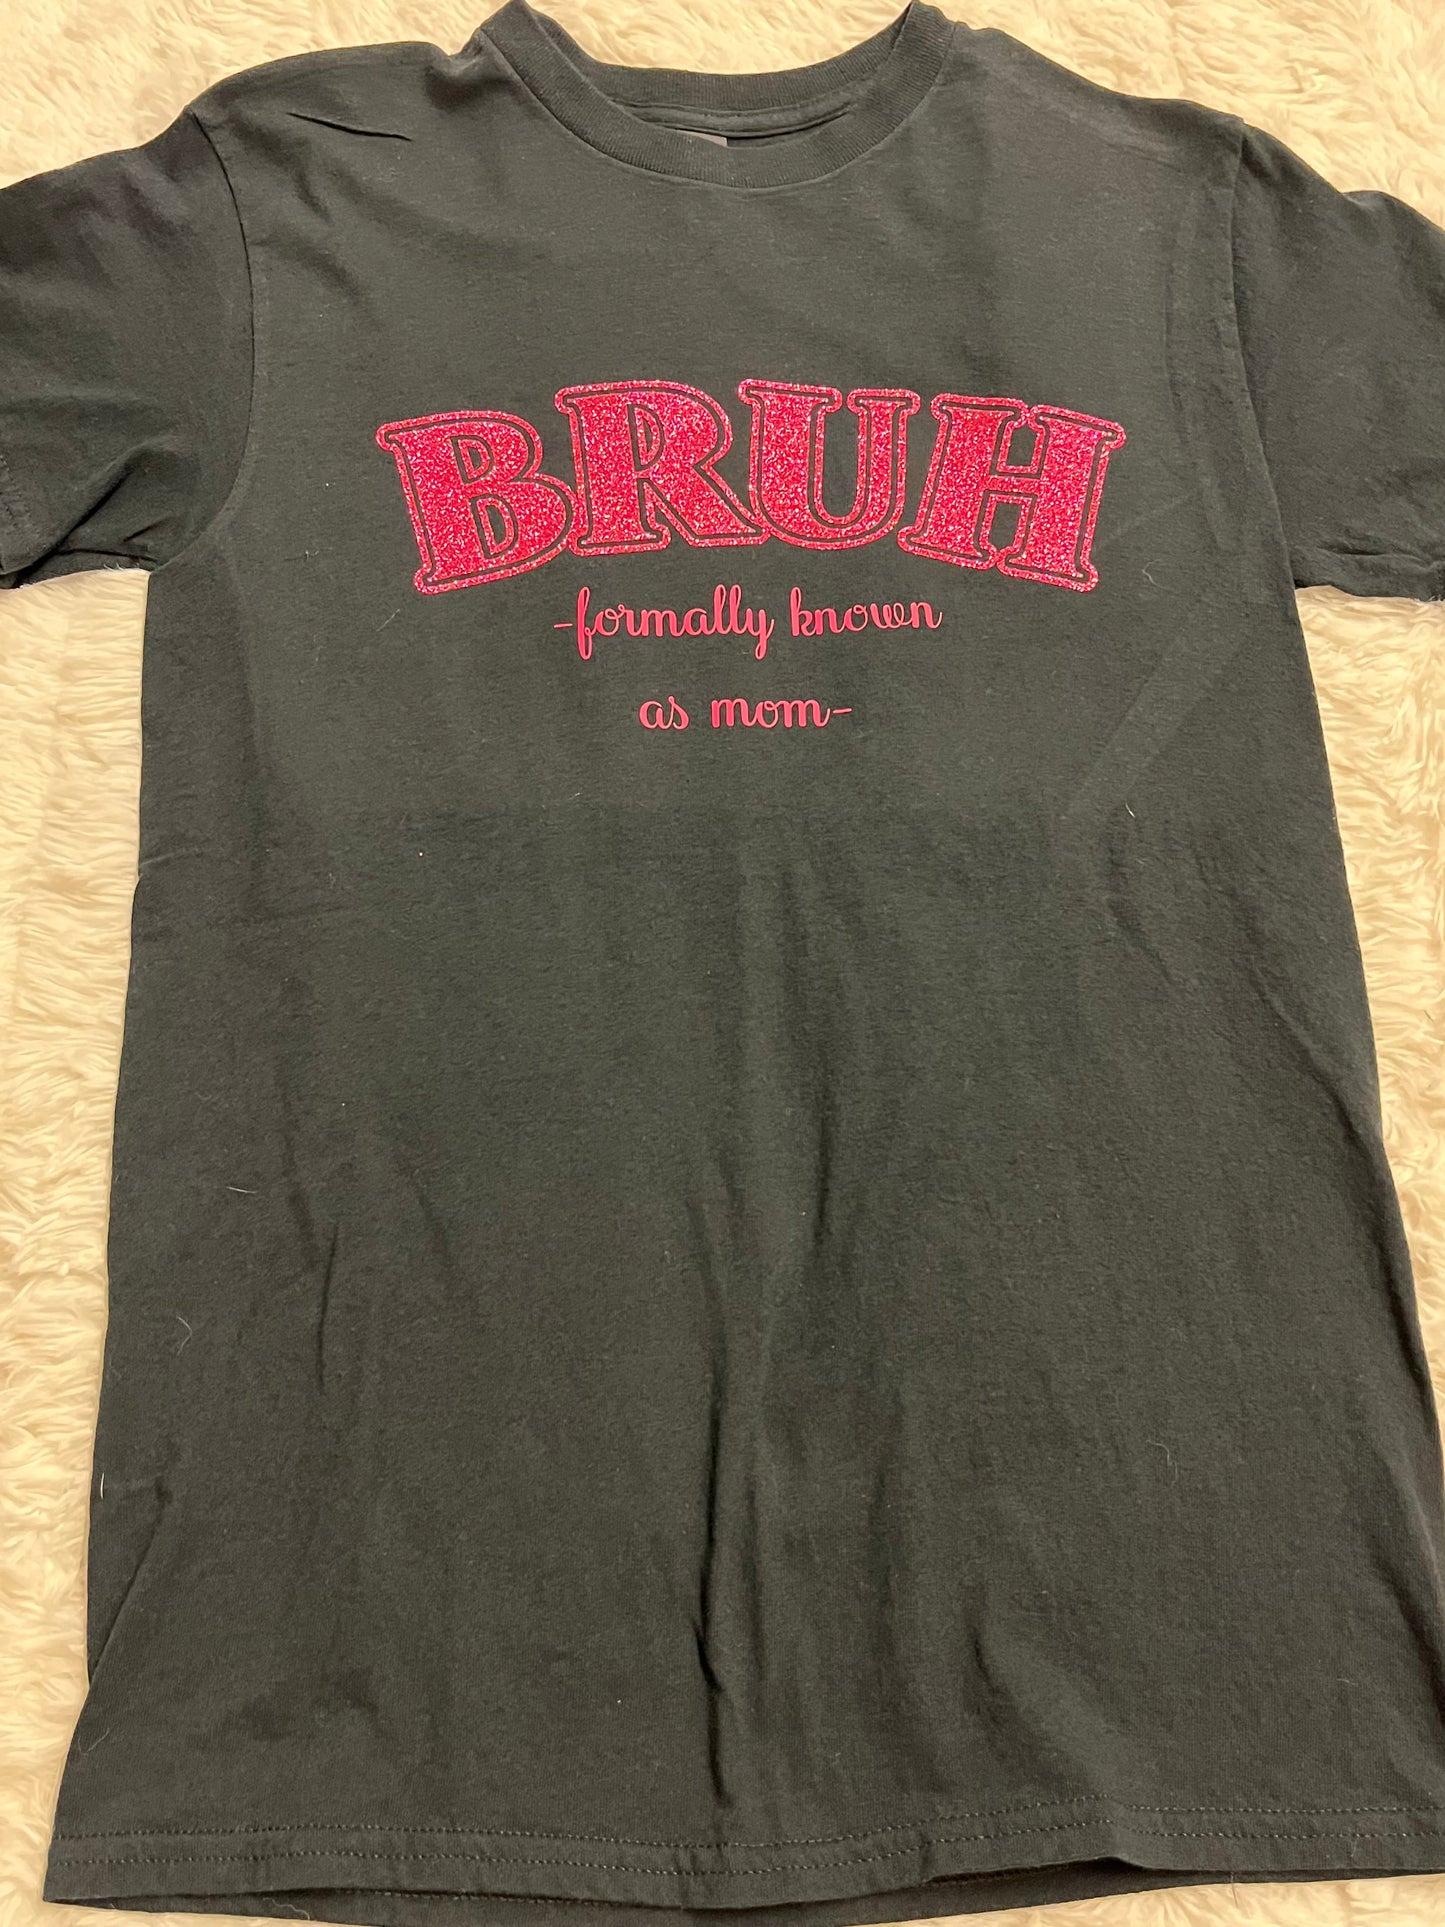 BRUH
-formally known
as mom-